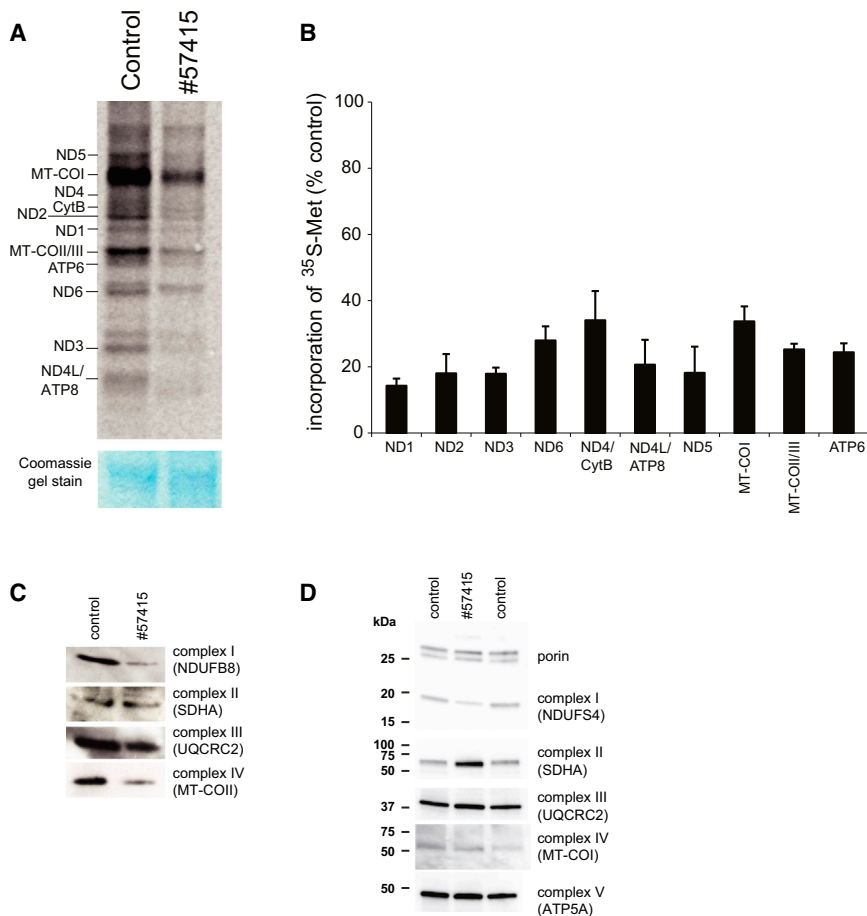 A
Control
#57415
ND5
MT-COI
ND4
CytB
ND2
ND1
MT-COII/III
ATP6
ND6
ND3
ND4L/
ATP8
Coomassie
gel stain
B
incorporation of ³⁵S-Met (% control)
100
80
60
40
20
0
ND1
ND2
ND3
ND6
ND4/
CytB
ND4L/
ATP8
ND5
MT-COI
MT-COII/III
ATP6
C
control
#57415
complex I
(NDUFB8)
complex II
(SDHA)
complex III
(UQCRC2)
complex IV
(MT-COII)
D
control
#57415
control
kDa
25
20
15
100
75
50
37
75
50
50
porin
complex I
(NDUFS4)
complex II
(SDHA)
complex III
(UQCRC2)
complex IV
(MT-COI)
complex V
(ATP5A)